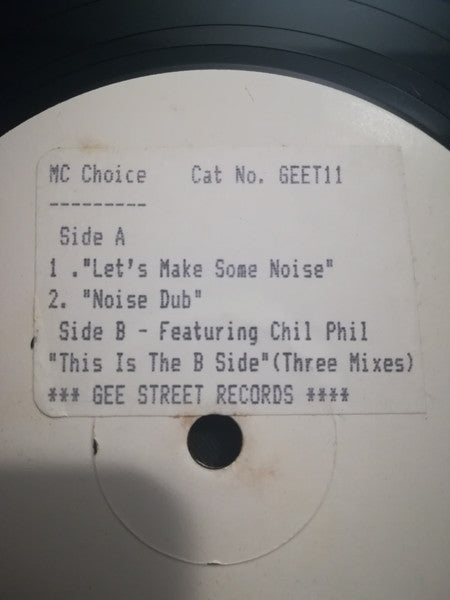 MC Choice    Cat No. GEET11
---------
Side A
1 ."Let's Make Some Noise"
2. "Noise Dub"
Side B - Featuring Chil Phil
"This Is The B Side"(Three Mixes)
*** GEE STREET RECORDS ****